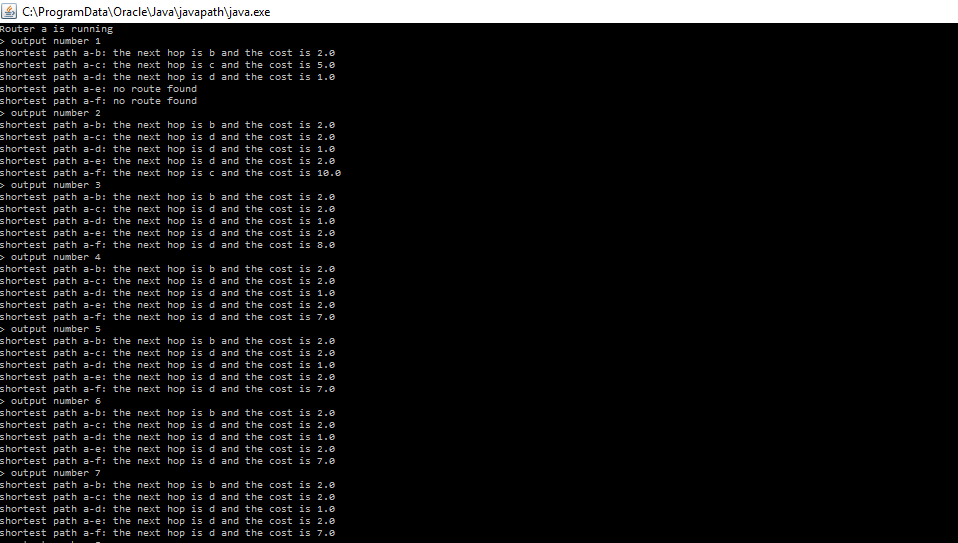 C:\ProgramData\Oracle\Java\javapath\java.exe
Router a is running
> output number 1
shortest path a-b: the next hop is b and the cost is 2.0
shortest path a-c: the next hop is c and the cost is 5.0
shortest path a-d: the next hop is d and the cost is 1.0
shortest path a-e: no route found
shortest path a-f: no route found
> output number 2
shortest path a-b: the next hop is b and the cost is 2.0
shortest path a-c: the next hop is d and the cost is 2.0
shortest path a-d: the next hop is d and the cost is 1.0
shortest path a-e: the next hop is d and the cost is 2.0
shortest path a-f: the next hop is c and the cost is 10.0
> output number 3
shortest path a-b: the next hop is b and the cost is 2.0
shortest path a-c: the next hop is d and the cost is 2.0
shortest path a-d: the next hop is d and the cost is 1.0
shortest path a-e: the next hop is d and the cost is 2.0
shortest path a-f: the next hop is d and the cost is 8.0
> output number 4
shortest path a-b: the next hop is b and the cost is 2.0
shortest path a-c: the next hop is d and the cost is 2.0
shortest path a-d: the next hop is d and the cost is 1.0
shortest path a-e: the next hop is d and the cost is 2.0
shortest path a-f: the next hop is d and the cost is 7.0
> output number 5
shortest path a-b: the next hop is b and the cost is 2.0
shortest path a-c: the next hop is d and the cost is 2.0
shortest path a-d: the next hop is d and the cost is 1.0
shortest path a-e: the next hop is d and the cost is 2.0
shortest path a-f: the next hop is d and the cost is 7.0
> output number 6
shortest path a-b: the next hop is b and the cost is 2.0
shortest path a-c: the next hop is d and the cost is 2.0
shortest path a-d: the next hop is d and the cost is 1.0
shortest path a-e: the next hop is d and the cost is 2.0
shortest path a-f: the next hop is d and the cost is 7.0
> output number 7
shortest path a-b: the next hop is b and the cost is 2.0
shortest path a-c: the next hop is d and the cost is 2.0
shortest path a-d: the next hop is d and the cost is 1.0
shortest path a-e: the next hop is d and the cost is 2.0
shortest path a-f: the next hop is d and the cost is 7.0